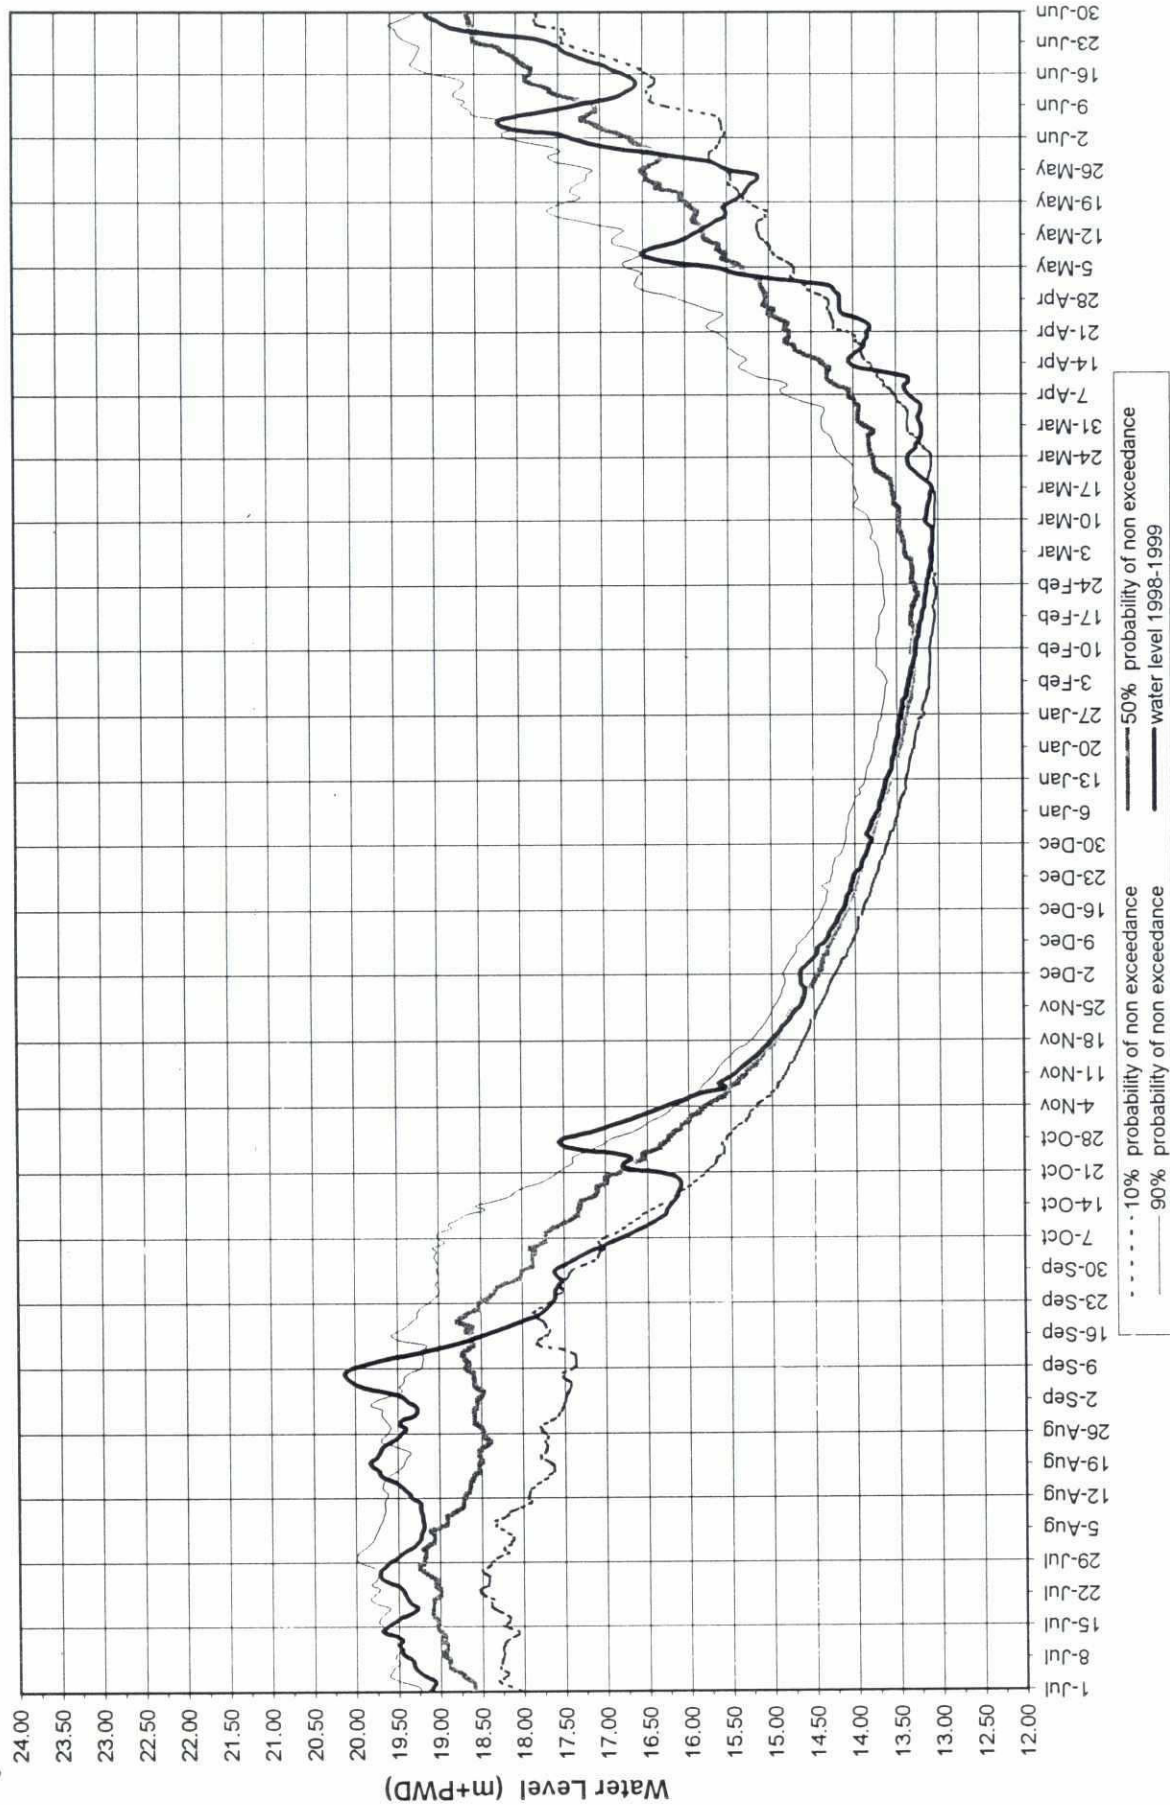 Water Level (m+PWD)
24.00
23.50
23.00
22.50
22.00
21.50
21.00
20.50
20.00
19.50
19.00
18.50
18.00
17.50
17.00
16.50
16.00
15.50
15.00
14.50
14.00
13.50
13.00
12.50
12.00
1-Jul
8-Jul
15-Jul
22-Jul
29-Jul
5-Aug
12-Aug
19-Aug
26-Aug
2-Sep
9-Sep
16-Sep
23-Sep
30-Sep
7-Oct
14-Oct
21-Oct
28-Oct
4-Nov
11-Nov
18-Nov
25-Nov
2-Dec
9-Dec
16-Dec
23-Dec
30-Dec
6-Jan
13-Jan
20-Jan
27-Jan
3-Feb
10-Feb
17-Feb
24-Feb
3-Mar
10-Mar
17-Mar
24-Mar
31-Mar
7-Apr
14-Apr
21-Apr
28-Apr
5-May
12-May
19-May
26-May
2-Jun
9-Jun
16-Jun
23-Jun
30-Jun
10% probability of non exceedance
50% probability of non exceedance
90% probability of non exceedance
water level 1998-1999